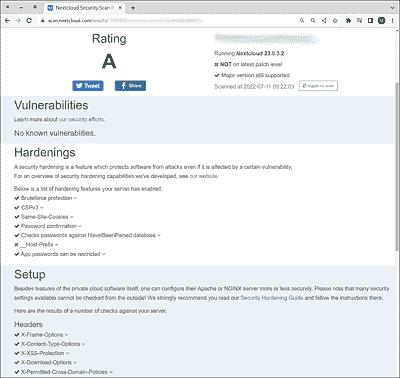 Nextcloud Security Scan
scan.nextcloud.com/results/
Rating
A
Tweet
Share
Running Nextcloud 23.0.3.2
NOT on latest patch level
Major version still supported
Scanned at 2022-07-11 09:22:03
trigger re-scan
Vulnerabilities
Learn more about our security efforts.
No known vulnerabilities.
Hardenings
A security hardening is a feature which protects software from attacks even if it is affected by a certain vulnerability.
For an overview of security hardening capabilities we've developed, see our website.
Below is a list of hardening features your server has enabled.
Bruteforce protection
CSPv3
Same-Site-Cookies
Password confirmation
Checks passwords against HaveIBeenPwned database
__Host-Prefix
App passwords can be restricted
Setup
Besides features of the private cloud software itself, one can configure their Apache or NGINX server more or less securely. Please note that many security
settings available cannot be checked from the outside! We strongly recommend you read our Security Hardening Guide and follow the instructions there.
Here are the results of a number of checks against your server.
Headers
X-Frame-Options
X-Content-Type-Options
X-XSS-Protection
X-Download-Options
X-Permitted-Cross-Domain-Policies